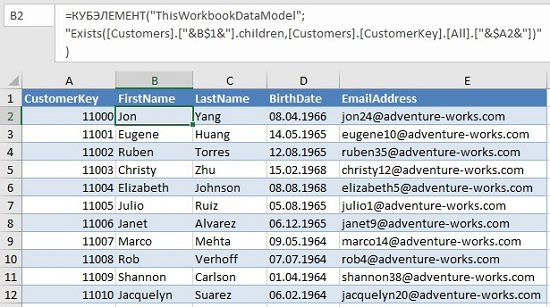 B2
=КУБЭЛЕМЕНТ("ThisWorkbookDataModel";
"Exists([Customers].["&B$1&"].children,[Customers].[CustomerKey].[All].["&$A2&"])"
)
A B C D E
1 CustomerKey FirstName LastName BirthDate EmailAddress
2 11000 Jon Yang 08.04.1966 jon24@adventure-works.com
3 11001 Eugene Huang 14.05.1965 eugene10@adventure-works.com
4 11002 Ruben Torres 12.08.1965 ruben35@adventure-works.com
5 11003 Christy Zhu 15.02.1968 christy12@adventure-works.com
6 11004 Elizabeth Johnson 08.08.1968 elizabeth5@adventure-works.com
7 11005 Julio Ruiz 05.08.1965 julio1@adventure-works.com
8 11006 Janet Alvarez 06.12.1965 janet9@adventure-works.com
9 11007 Marco Mehta 09.05.1964 marco14@adventure-works.com
10 11008 Rob Verhoff 07.07.1964 rob4@adventure-works.com
11 11009 Shannon Carlson 01.04.1964 shannon38@adventure-works.com
12 11010 Jacquelyn Suarez 06.02.1964 jacquelyn20@adventure-works.com